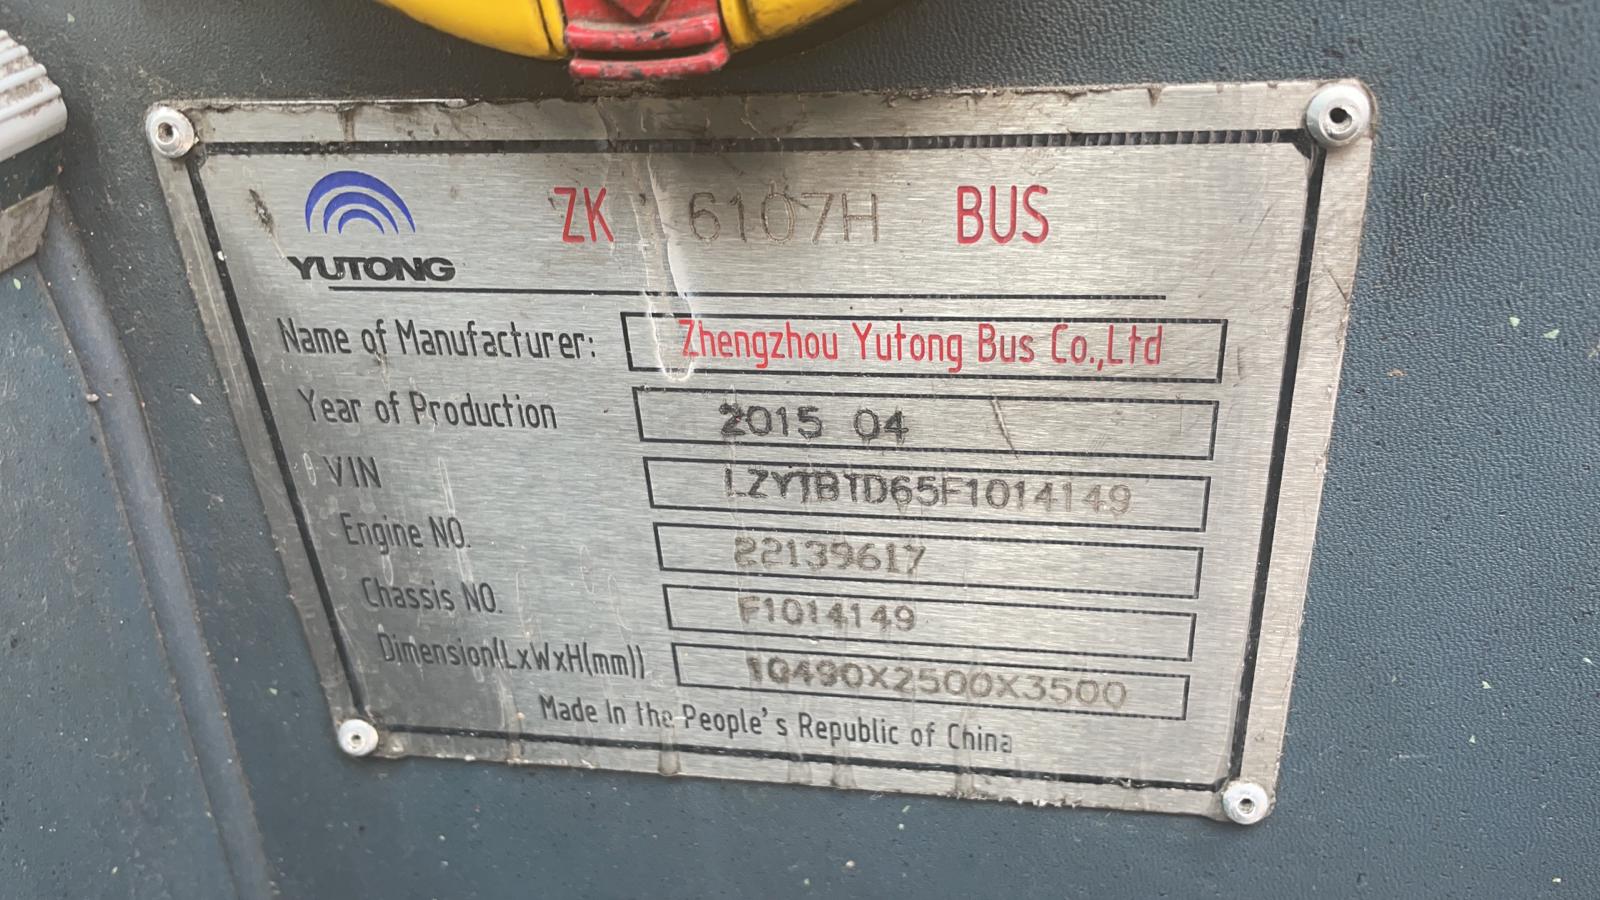 YUTONG
ZK 6107H BUS
Name of Manufacturer: Zhengzhou Yutong Bus Co.,Ltd
Year of Production 2015 04
VIN LZYTBTD65F1014149
Engine NO. 22139617
Chassis NO. F1014149
Dimension(LxWxH(mm)) 10490X2500X3500
Made In the People's Republic of China